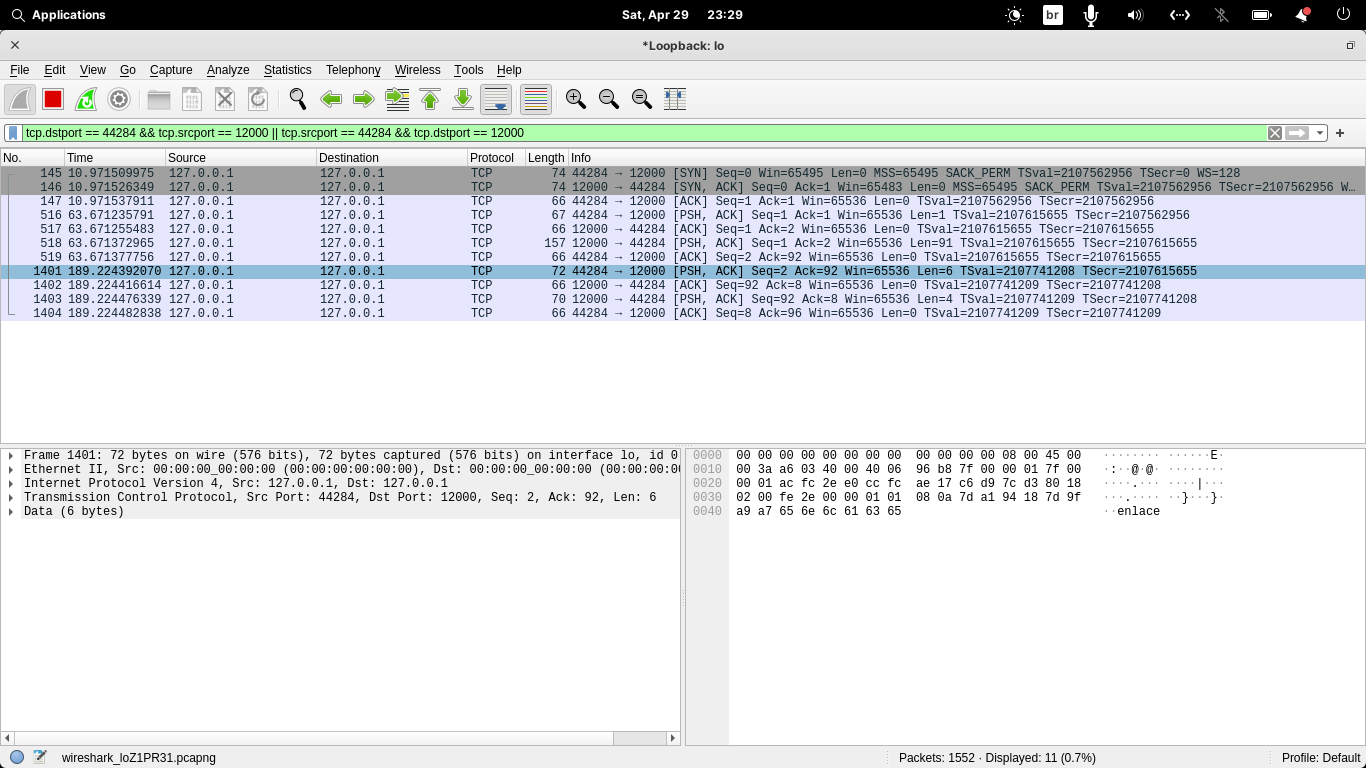 Applications Sat, Apr 29 23:29 br
*Loopback: lo
File Edit View Go Capture Analyze Statistics Telephony Wireless Tools Help
tcp.dstport == 44284 && tcp.srcport == 12000 || tcp.srcport == 44284 && tcp.dstport == 12000
No. Time Source Destination Protocol Length Info
145 10.971509975 127.0.0.1 127.0.0.1 TCP 74 44284 → 12000 [SYN] Seq=0 Win=65495 Len=0 MSS=65495 SACK_PERM TSval=2107562956 TSecr=0 WS=128
146 10.971526349 127.0.0.1 127.0.0.1 TCP 74 12000 → 44284 [SYN, ACK] Seq=0 Ack=1 Win=65483 Len=0 MSS=65495 SACK_PERM TSval=2107562956 TSecr=2107562956 W…
147 10.971537911 127.0.0.1 127.0.0.1 TCP 66 44284 → 12000 [ACK] Seq=1 Ack=1 Win=65536 Len=0 TSval=2107562956 TSecr=2107562956
516 63.671235791 127.0.0.1 127.0.0.1 TCP 67 44284 → 12000 [PSH, ACK] Seq=1 Ack=1 Win=65536 Len=1 TSval=2107615655 TSecr=2107562956
517 63.671255483 127.0.0.1 127.0.0.1 TCP 66 12000 → 44284 [ACK] Seq=1 Ack=2 Win=65536 Len=0 TSval=2107615655 TSecr=2107615655
518 63.671372965 127.0.0.1 127.0.0.1 TCP 157 12000 → 44284 [PSH, ACK] Seq=1 Ack=2 Win=65536 Len=91 TSval=2107615655 TSecr=2107615655
519 63.671377756 127.0.0.1 127.0.0.1 TCP 66 44284 → 12000 [ACK] Seq=2 Ack=92 Win=65536 Len=0 TSval=2107615655 TSecr=2107615655
1401 189.224392070 127.0.0.1 127.0.0.1 TCP 72 44284 → 12000 [PSH, ACK] Seq=2 Ack=92 Win=65536 Len=6 TSval=2107741208 TSecr=2107615655
1402 189.224416614 127.0.0.1 127.0.0.1 TCP 66 12000 → 44284 [ACK] Seq=92 Ack=8 Win=65536 Len=0 TSval=2107741209 TSecr=2107741208
1403 189.224476339 127.0.0.1 127.0.0.1 TCP 70 12000 → 44284 [PSH, ACK] Seq=92 Ack=8 Win=65536 Len=4 TSval=2107741209 TSecr=2107741208
1404 189.224482838 127.0.0.1 127.0.0.1 TCP 66 44284 → 12000 [ACK] Seq=8 Ack=96 Win=65536 Len=0 TSval=2107741209 TSecr=2107741209
Frame 1401: 72 bytes on wire (576 bits), 72 bytes captured (576 bits) on interface lo, id 0
Ethernet II, Src: 00:00:00_00:00:00 (00:00:00:00:00:00), Dst: 00:00:00_00:00:00 (00:00:00:00
Internet Protocol Version 4, Src: 127.0.0.1, Dst: 127.0.0.1
Transmission Control Protocol, Src Port: 44284, Dst Port: 12000, Seq: 2, Ack: 92, Len: 6
Data (6 bytes)
0000 00 00 00 00 00 00 00 00 00 00 00 00 08 00 45 00 ········ ······E·
0010 00 3a a6 03 40 00 40 06 96 b8 7f 00 00 01 7f 00 ·:··@·@· ········
0020 00 01 ac fc 2e e0 cc fc ae 17 c6 d9 7c d3 80 18 ····.··· ····|···
0030 02 00 fe 2e 00 00 01 01 08 0a 7d a1 94 18 7d 9f ···.···· ··}···}·
0040 a9 a7 65 6e 6c 61 63 65 ··enlace
wireshark_loZ1PR31.pcapng Packets: 1552 · Displayed: 11 (0.7%) Profile: Default